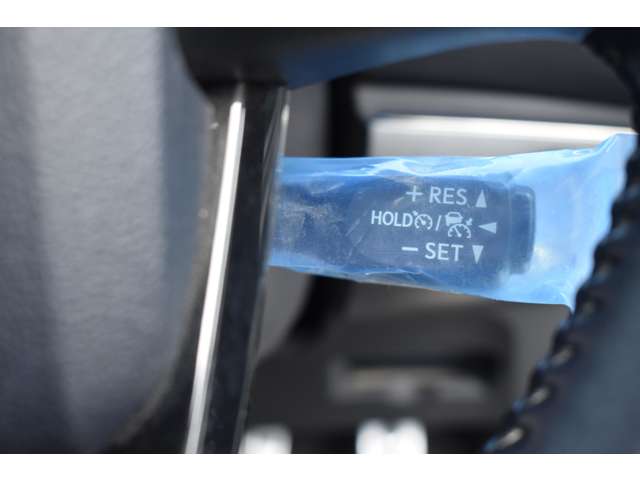 + RES ▲
HOLD / ◀
− SET ▼